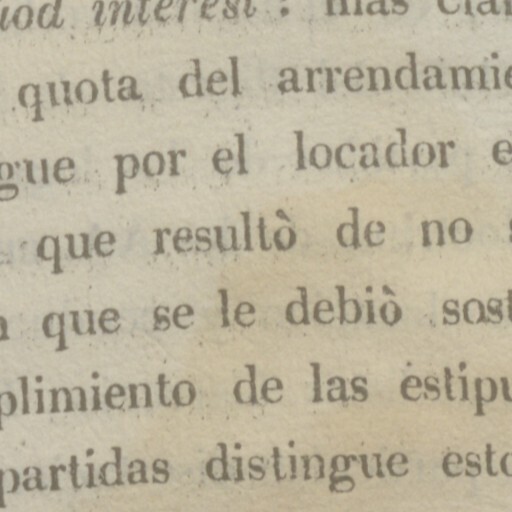 uod interest: mas clar
quota del arrendamie
gue por el locador e
que resultò de no s
que se le debiò sost
plimiento de las estipu
partidas distingue esto